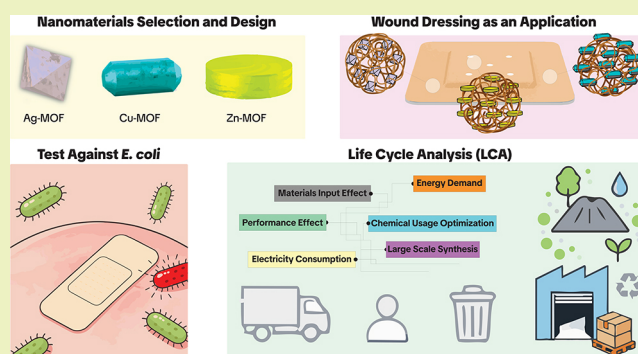 Nanomaterials Selection and Design
Wound Dressing as an Application
Ag-MOF
Cu-MOF
Zn-MOF
Test Against E. coli
Life Cycle Analysis (LCA)
Energy Demand
Materials Input Effect
Performance Effect
Chemical Usage Optimization
Large Scale Synthesis
Electricity Consumption